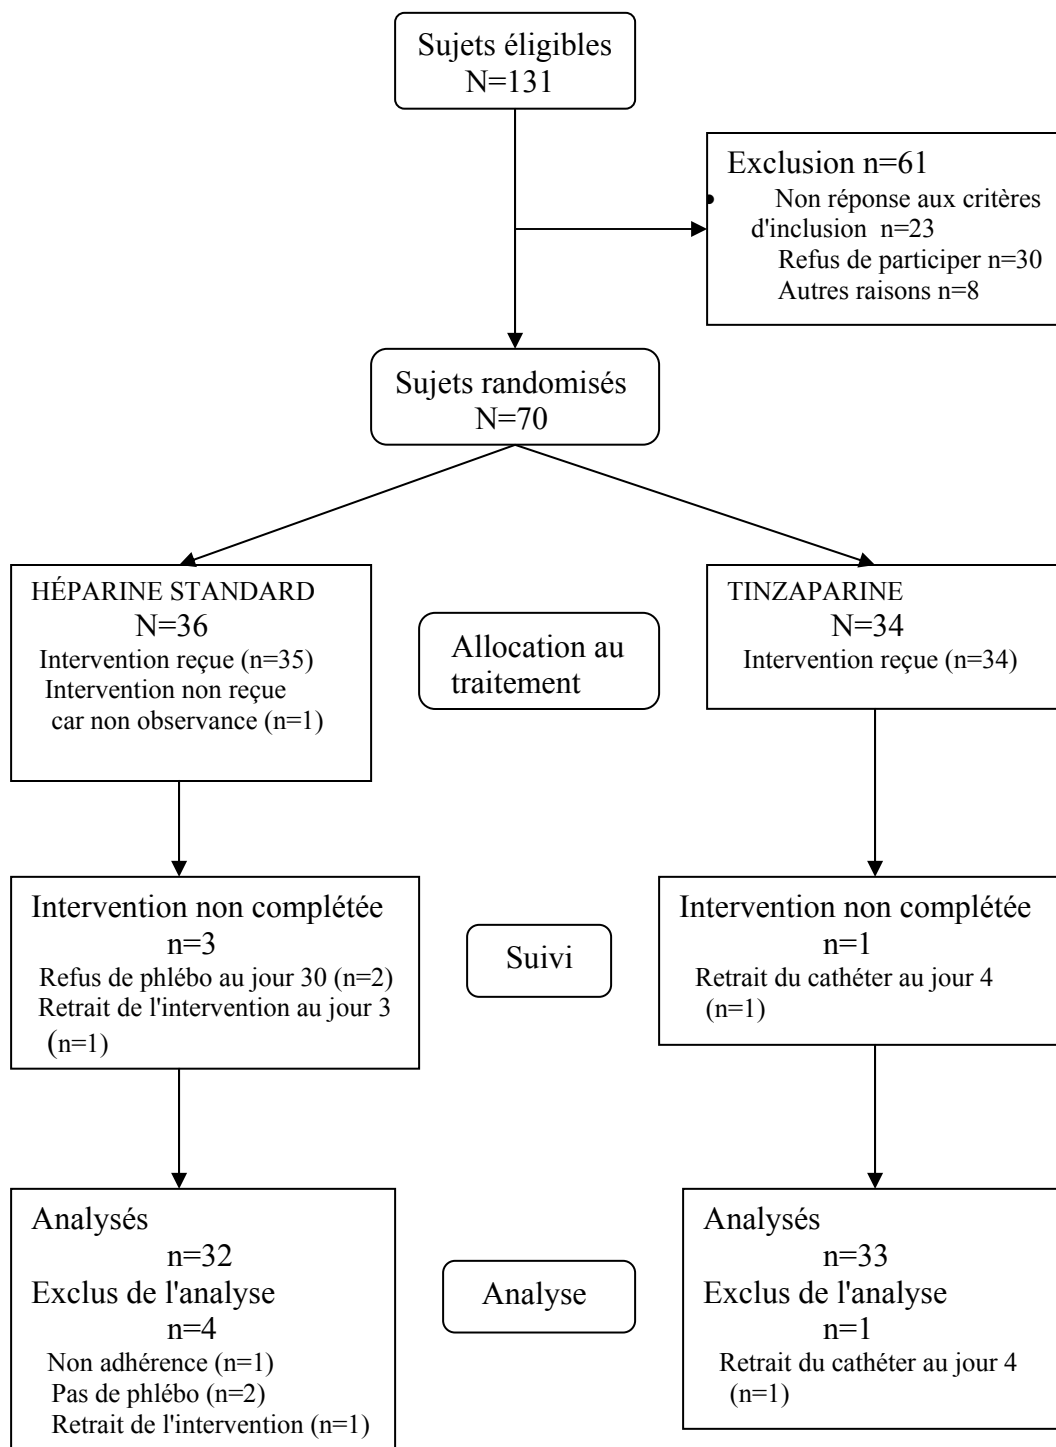 Sujets éligibles
N=131
Exclusion n=61
• Non réponse aux critères
d'inclusion n=23
Refus de participer n=30
Autres raisons n=8
Sujets randomisés
N=70
HÉPARINE STANDARD
N=36
Intervention reçue (n=35)
Intervention non reçue
car non observance (n=1)
Allocation au
traitement
TINZAPARINE
N=34
Intervention reçue (n=34)
Intervention non complétée
n=3
Refus de phlébo au jour 30 (n=2)
Retrait de l'intervention au jour 3
(n=1)
Suivi
Intervention non complétée
n=1
Retrait du cathéter au jour 4
(n=1)
Analysés
n=32
Exclus de l'analyse
n=4
Non adhérence (n=1)
Pas de phlébo (n=2)
Retrait de l'intervention (n=1)
Analyse
Analysés
n=33
Exclus de l'analyse
n=1
Retrait du cathéter au jour 4
(n=1)